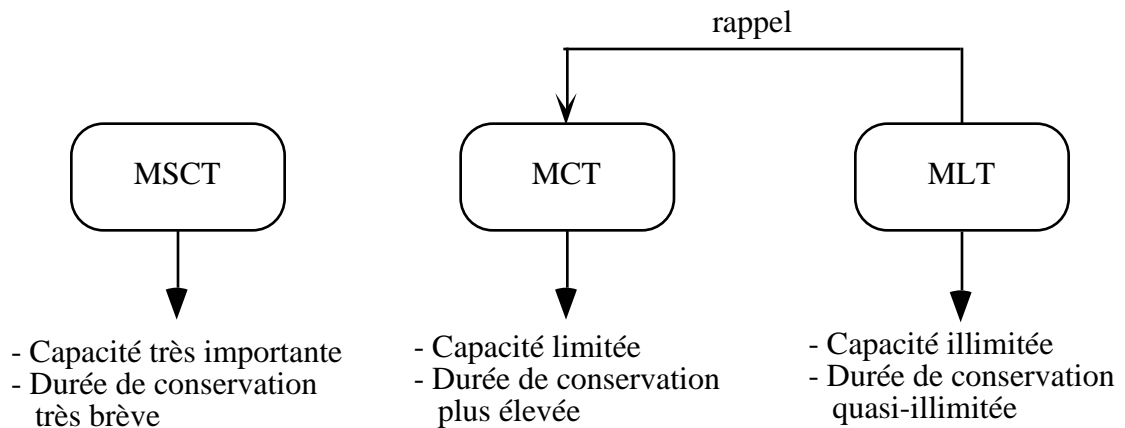 rappel
MSCT
MCT
MLT
- Capacité très importante
- Durée de conservation
très brève
- Capacité limitée
- Durée de conservation
plus élevée
- Capacité illimitée
- Durée de conservation
quasi-illimitée